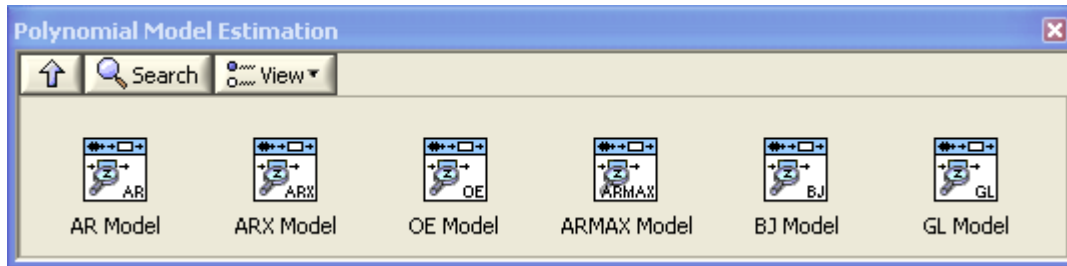 Polynomial Model Estimation
Search View
AR ARX OE ARMAX BJ GL
AR Model ARX Model OE Model ARMAX Model BJ Model GL Model